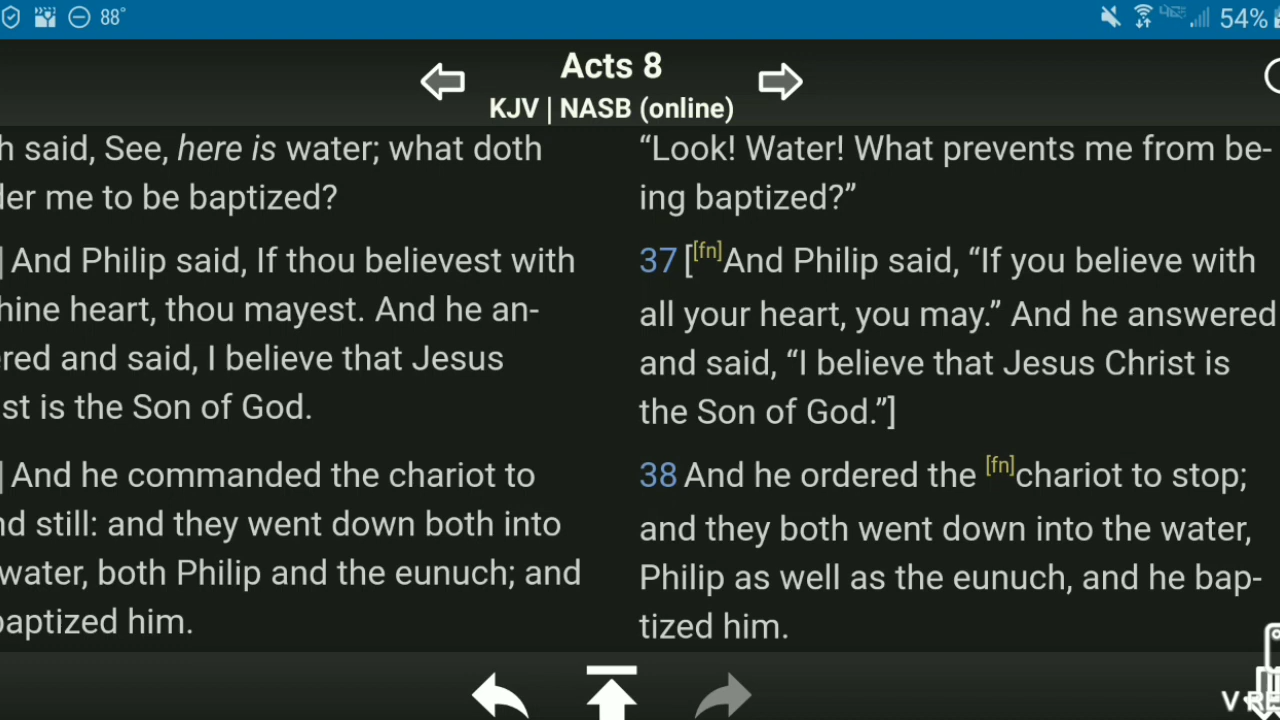 88°
54%
Acts 8
KJV | NASB (online)
h said, See, here is water; what doth
der me to be baptized?
] And Philip said, If thou believest with
hine heart, thou mayest. And he an-
red and said, I believe that Jesus
st is the Son of God.
] And he commanded the chariot to
nd still: and they went down both into
water, both Philip and the eunuch; and
baptized him.
“Look! Water! What prevents me from be-
ing baptized?”
37 [[fn]And Philip said, “If you believe with
all your heart, you may.” And he answered
and said, “I believe that Jesus Christ is
the Son of God.”]
38 And he ordered the [fn]chariot to stop;
and they both went down into the water,
Philip as well as the eunuch, and he bap-
tized him.